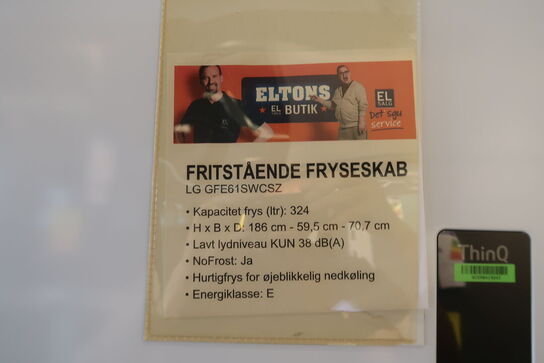 ELTONS
EL
BUTIK
EL
SALG
Det sgu
service
FRITSTÅENDE FRYSESKAB
LG GFE61SWCSZ
• Kapacitet frys (ltr): 324
• H x B x D: 186 cm - 59,5 cm - 70,7 cm
• Lavt lydniveau KUN 38 dB(A)
• NoFrost: Ja
• Hurtigfrys for øjeblikkelig nedkøling
• Energiklasse: E
ThinQ